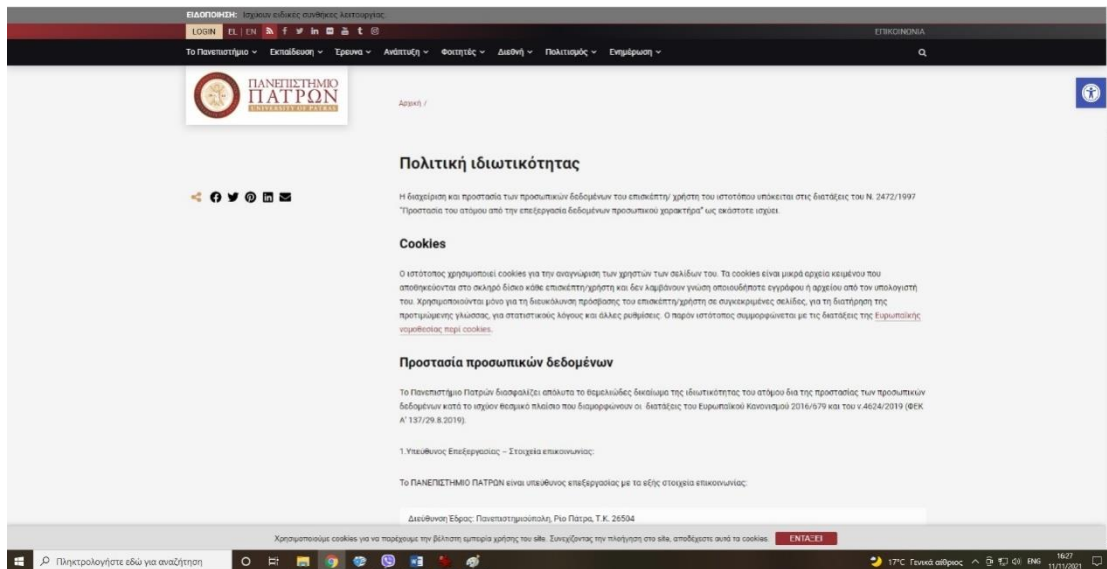 ΕΙΔΟΠΟΙΗΣΗ: Ισχύουν ειδικές συνθήκες λειτουργίας.
LOGIN EL | EN ΕΠΙΚΟΙΝΩΝΙΑ
Το Πανεπιστήμιο Εκπαίδευση Έρευνα Ανάπτυξη Φοιτητές Διεθνή Πολιτισμός Ενημέρωση
ΠΑΝΕΠΙΣΤΗΜΙΟ
ΠΑΤΡΩΝ
UNIVERSITY OF PATRAS
Αρχική /
Πολιτική ιδιωτικότητας
Η διαχείριση και προστασία των προσωπικών δεδομένων του επισκέπτη/ χρήστη του ιστοτόπου υπόκειται στις διατάξεις του Ν. 2472/1997
"Προστασία του ατόμου από την επεξεργασία δεδομένων προσωπικού χαρακτήρα" ως εκάστοτε ισχύει.
Cookies
Ο ιστότοπος χρησιμοποιεί cookies για την αναγνώριση των χρηστών των σελίδων του. Τα cookies είναι μικρά αρχεία κειμένου που
αποθηκεύονται στο σκληρό δίσκο κάθε επισκέπτη/χρήστη και δεν λαμβάνουν γνώση οποιουδήποτε εγγράφου ή αρχείου από τον υπολογιστή
του. Χρησιμοποιούνται μόνο για τη διευκόλυνση πρόσβασης του επισκέπτη/χρήστη σε συγκεκριμένες σελίδες, για τη διατήρηση της
προτιμώμενης γλώσσας, για στατιστικούς λόγους και άλλες ρυθμίσεις. Ο παρόν ιστότοπος συμμορφώνεται με τις διατάξεις της Ευρωπαϊκής
νομοθεσίας περί cookies.
Προστασία προσωπικών δεδομένων
Το Πανεπιστήμιο Πατρών διασφαλίζει απόλυτα το θεμελιώδες δικαίωμα της ιδιωτικότητας του ατόμου δια της προστασίας των προσωπικών
δεδομένων κατά το ισχύον θεσμικό πλαίσιο που διαμορφώνουν οι διατάξεις του Ευρωπαϊκού Κανονισμού 2016/679 και του ν.4624/2019 (ΦΕΚ
Α' 137/29.8.2019).
1.Υπεύθυνος Επεξεργασίας – Στοιχεία επικοινωνίας:
Το ΠΑΝΕΠΙΣΤΗΜΙΟ ΠΑΤΡΩΝ είναι υπεύθυνος επεξεργασίας με τα εξής στοιχεία επικοινωνίας:
Διεύθυνση Έδρας: Πανεπιστημιούπολη, Ρίο Πάτρα, Τ.Κ. 26504
Χρησιμοποιούμε cookies για να παρέχουμε την βέλτιστη εμπειρία χρήσης του site. Συνεχίζοντας την πλοήγηση στο site, αποδέχεστε αυτά τα cookies. ΕΝΤΑΞΕΙ
Πληκτρολογήστε εδώ για αναζήτηση 17°C Γενικά αίθριος ENG 16:27
11/11/2021